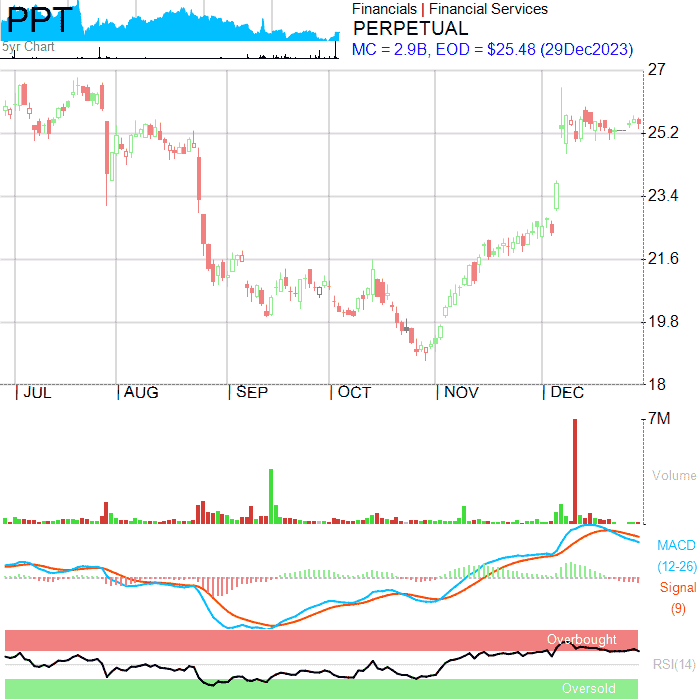 PPT
5yr Chart
Financials | Financial Services
PERPETUAL
MC = 2.9B, EOD = $25.48 (29Dec2023)
27
25.2
23.4
21.6
19.8
18
JUL AUG SEP OCT NOV DEC
7M
Volume
MACD
(12-26)
Signal
(9)
Overbought
RSI(14)
Oversold